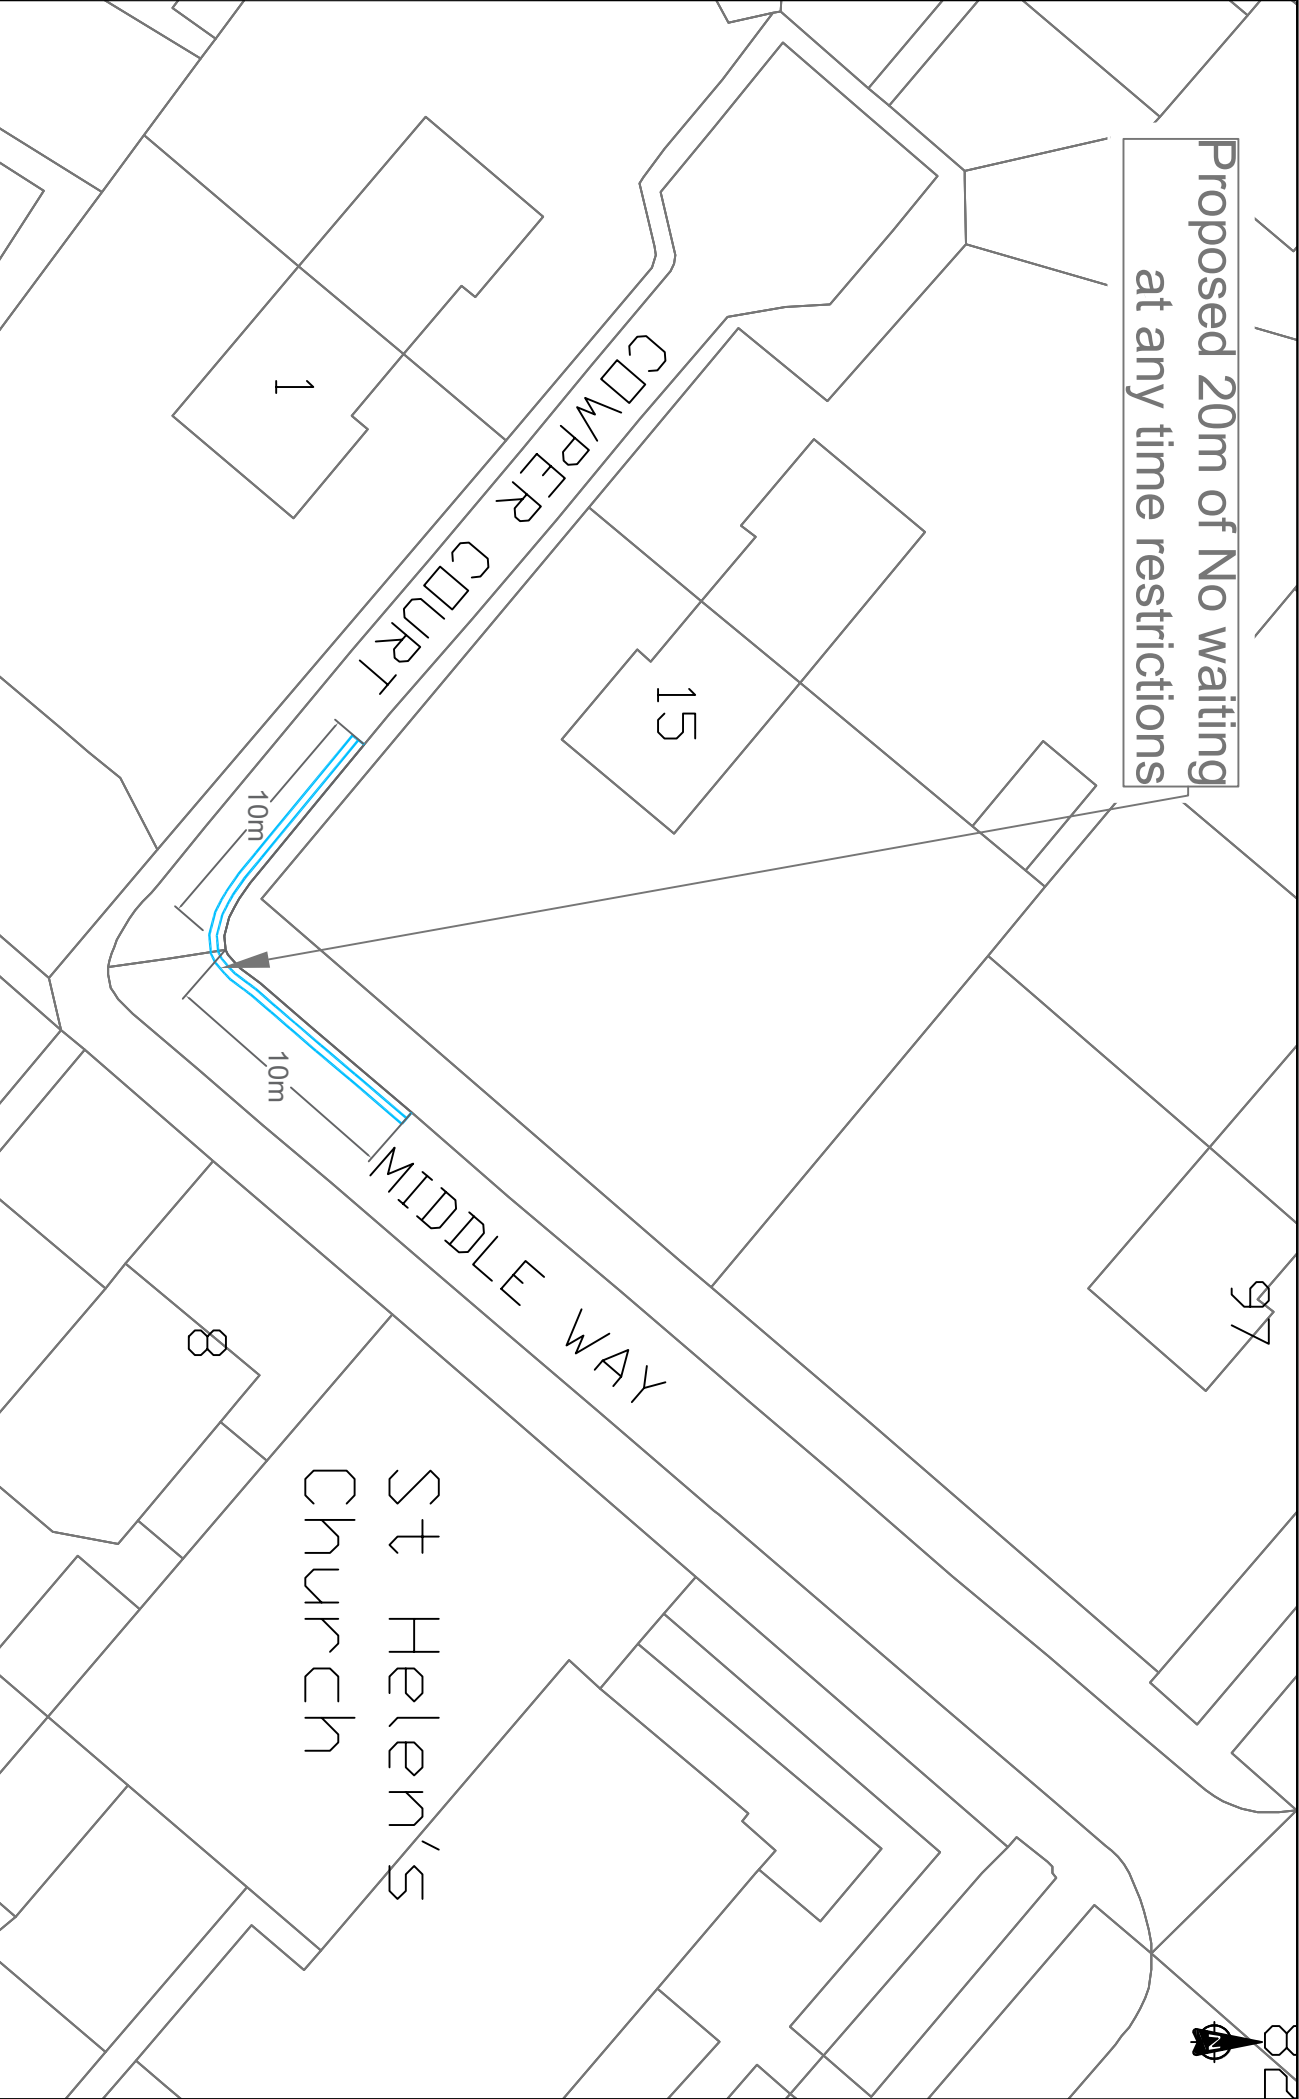 Proposed 20m of No waiting
at any time restrictions
COWPER COURT
1
15
10m
10m
MIDDLE WAY
97
8
St Helen's
Church
N
8